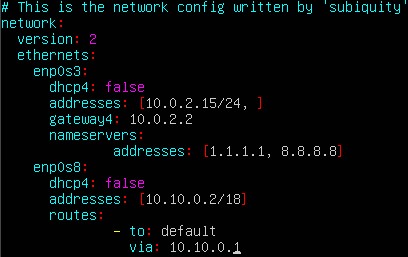 # This is the network config written by 'subiquity'
network:
  version: 2
  ethernets:
    enp0s3:
      dhcp4: false
      addresses: [10.0.2.15/24, ]
      gateway4: 10.0.2.2
      nameservers:
              addresses: [1.1.1.1, 8.8.8.8]
    enp0s8:
      dhcp4: false
      addresses: [10.10.0.2/18]
      routes:
              - to: default
                via: 10.10.0.1